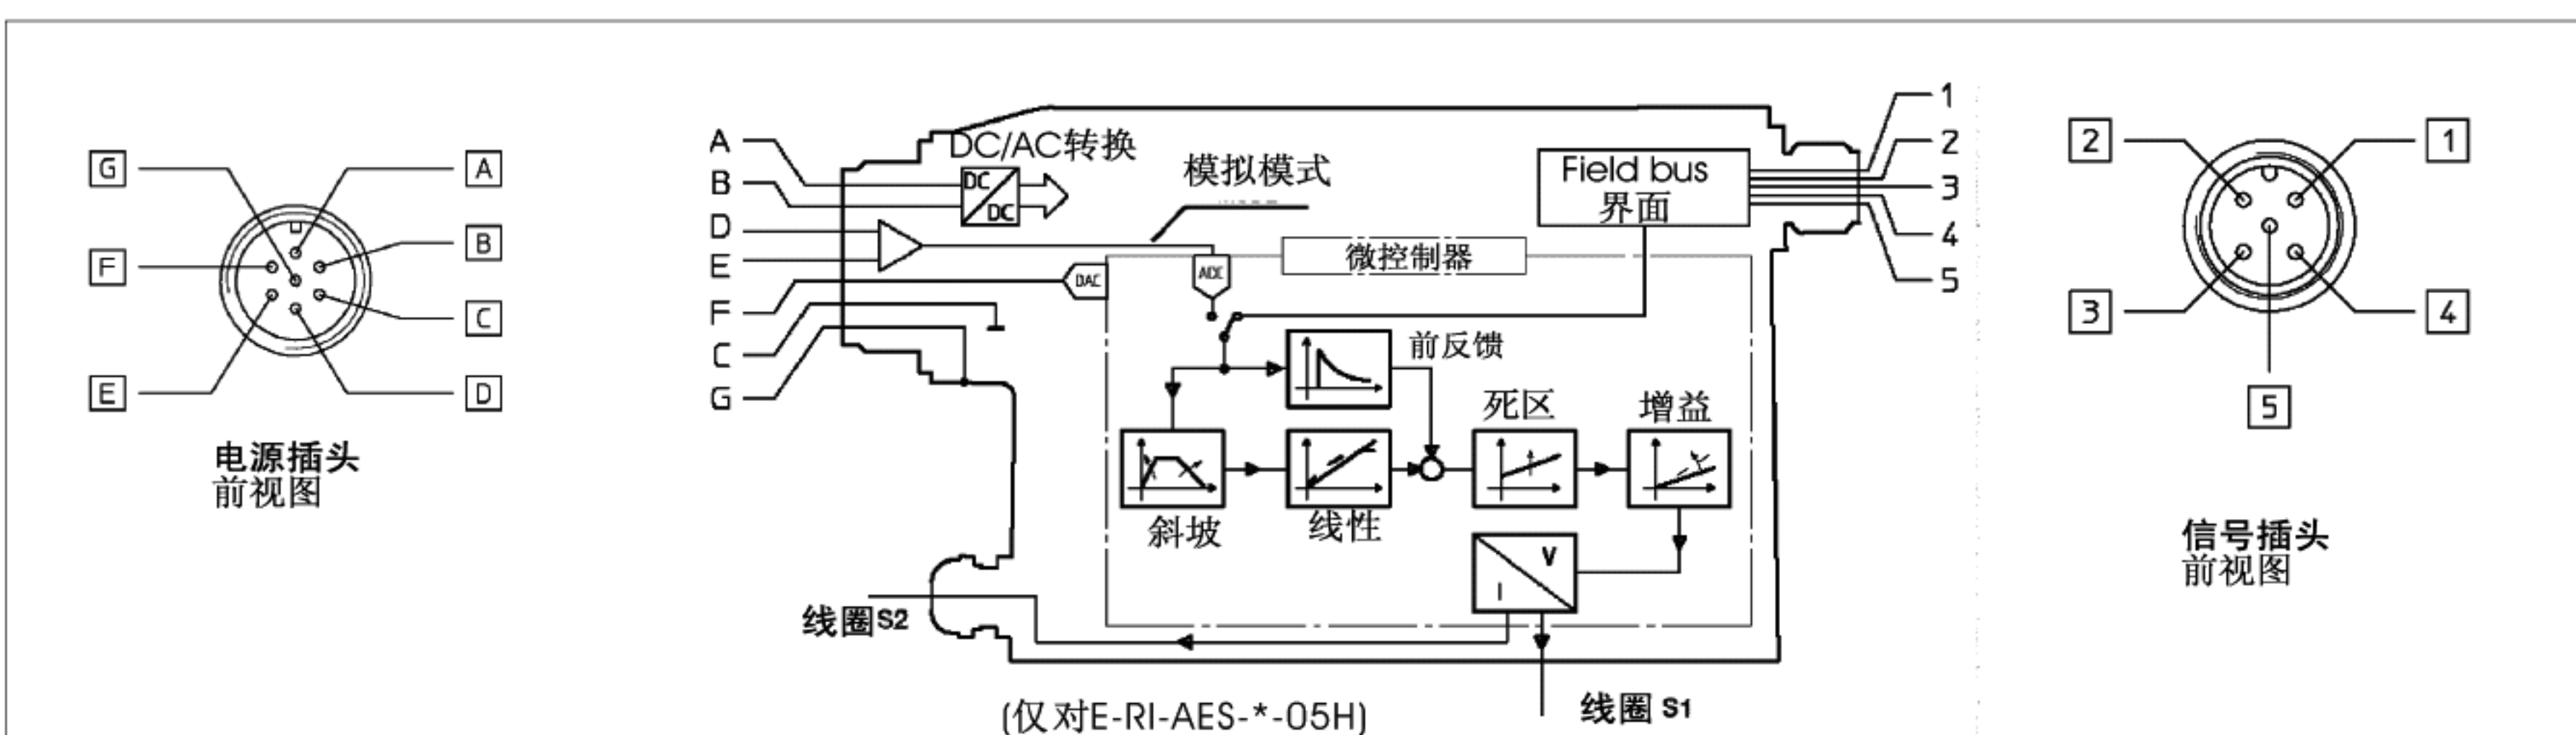 G
A
F
B
C
E
D
电源插头
前视图
A
B
D
E
F
C
G
DC/AC转换
DC
DC
模拟模式
Field bus
界面
1
2
3
4
5
微控制器
ADC
DAC
前反馈
死区
增益
斜坡
线性
V
I
线圈S2
线圈 S1
(仅对E-RI-AES-*-05H)
2
1
3
4
5
信号插头
前视图